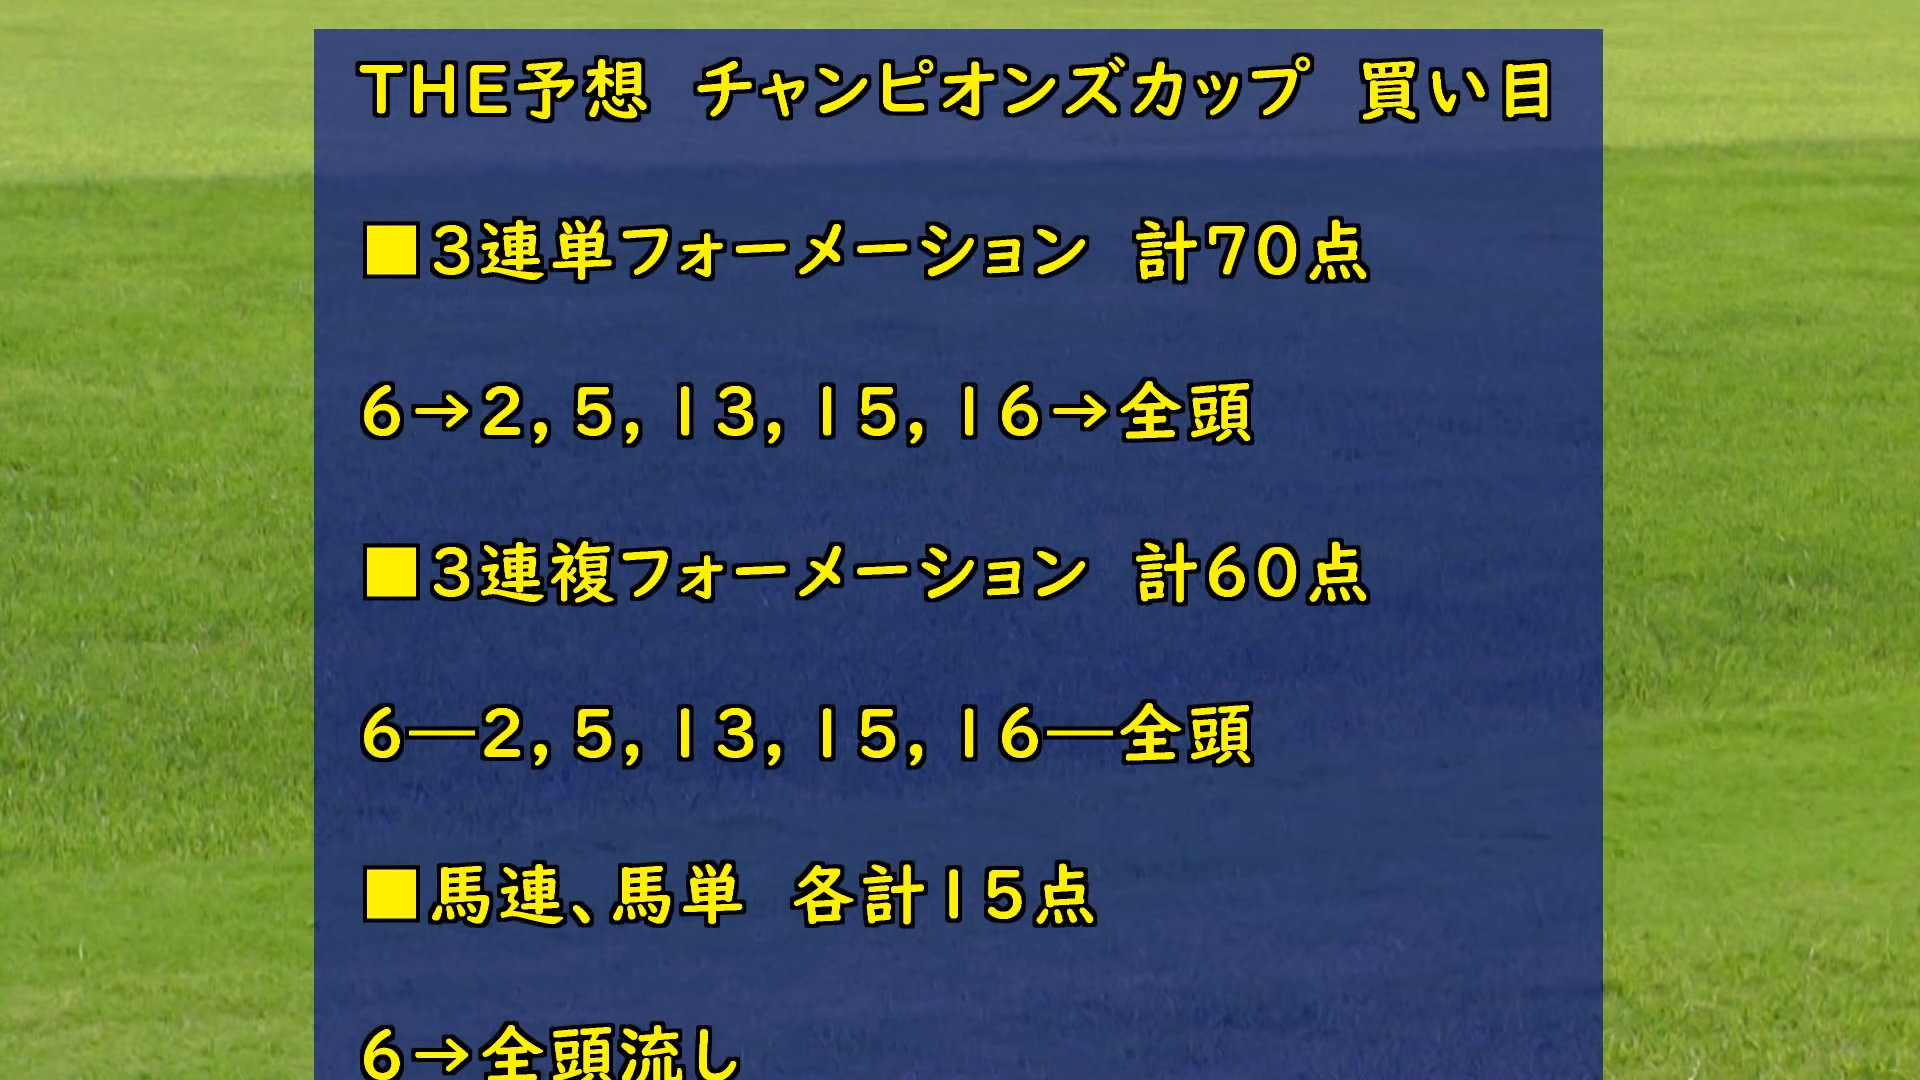 THE予想　チャンピオンズカップ　買い目
■3連単フォーメーション　計70点
6→2,5,13,15,16→全頭
■3連複フォーメーション　計60点
6―2,5,13,15,16―全頭
■馬連、馬単　各計15点
6→全頭流し